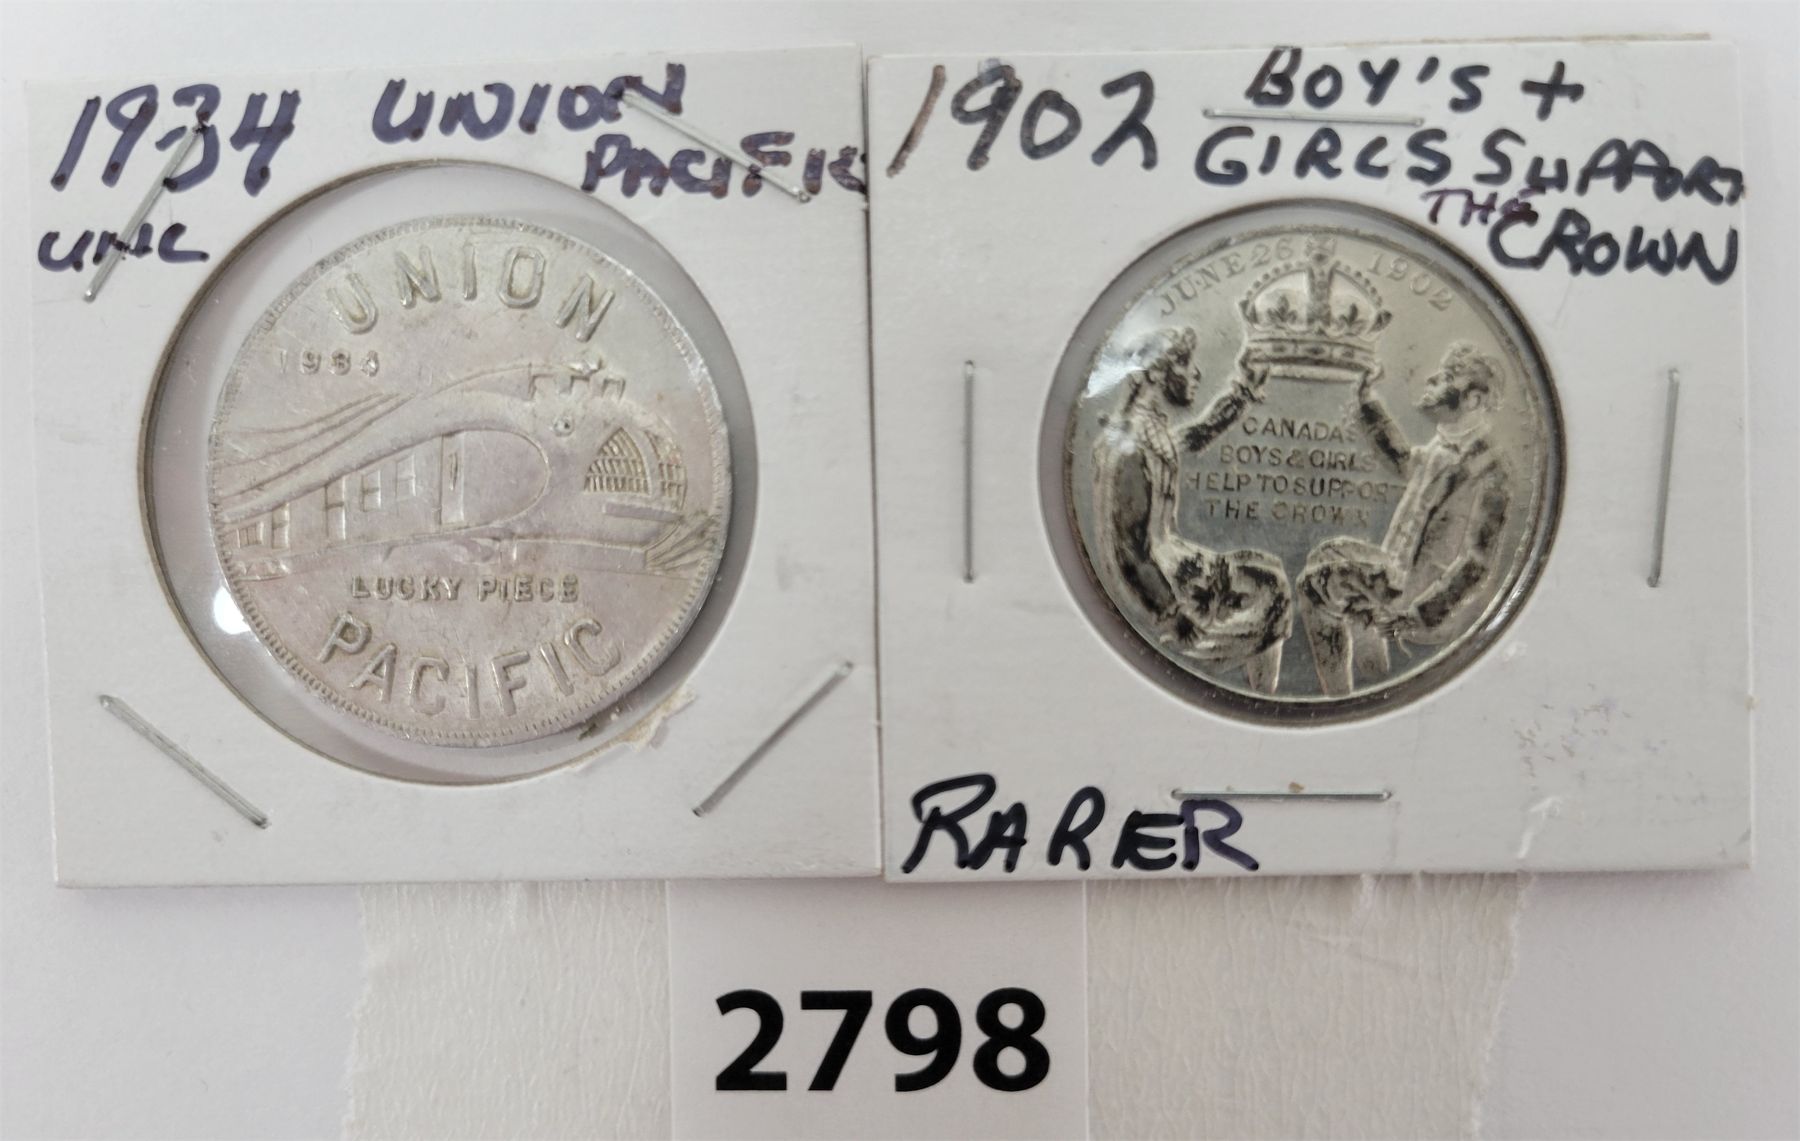 1934 UNION
PACIFIC
UNC
UNION
1934
LUCKY PIECE
PACIFIC
1902 BOY'S +
GIRLS SUPPORT
THE CROWN
JUNE 26 1902
CANADAS
BOYS & GIRLS
HELP TO SUPPORT
THE CROWN
RARER
2798